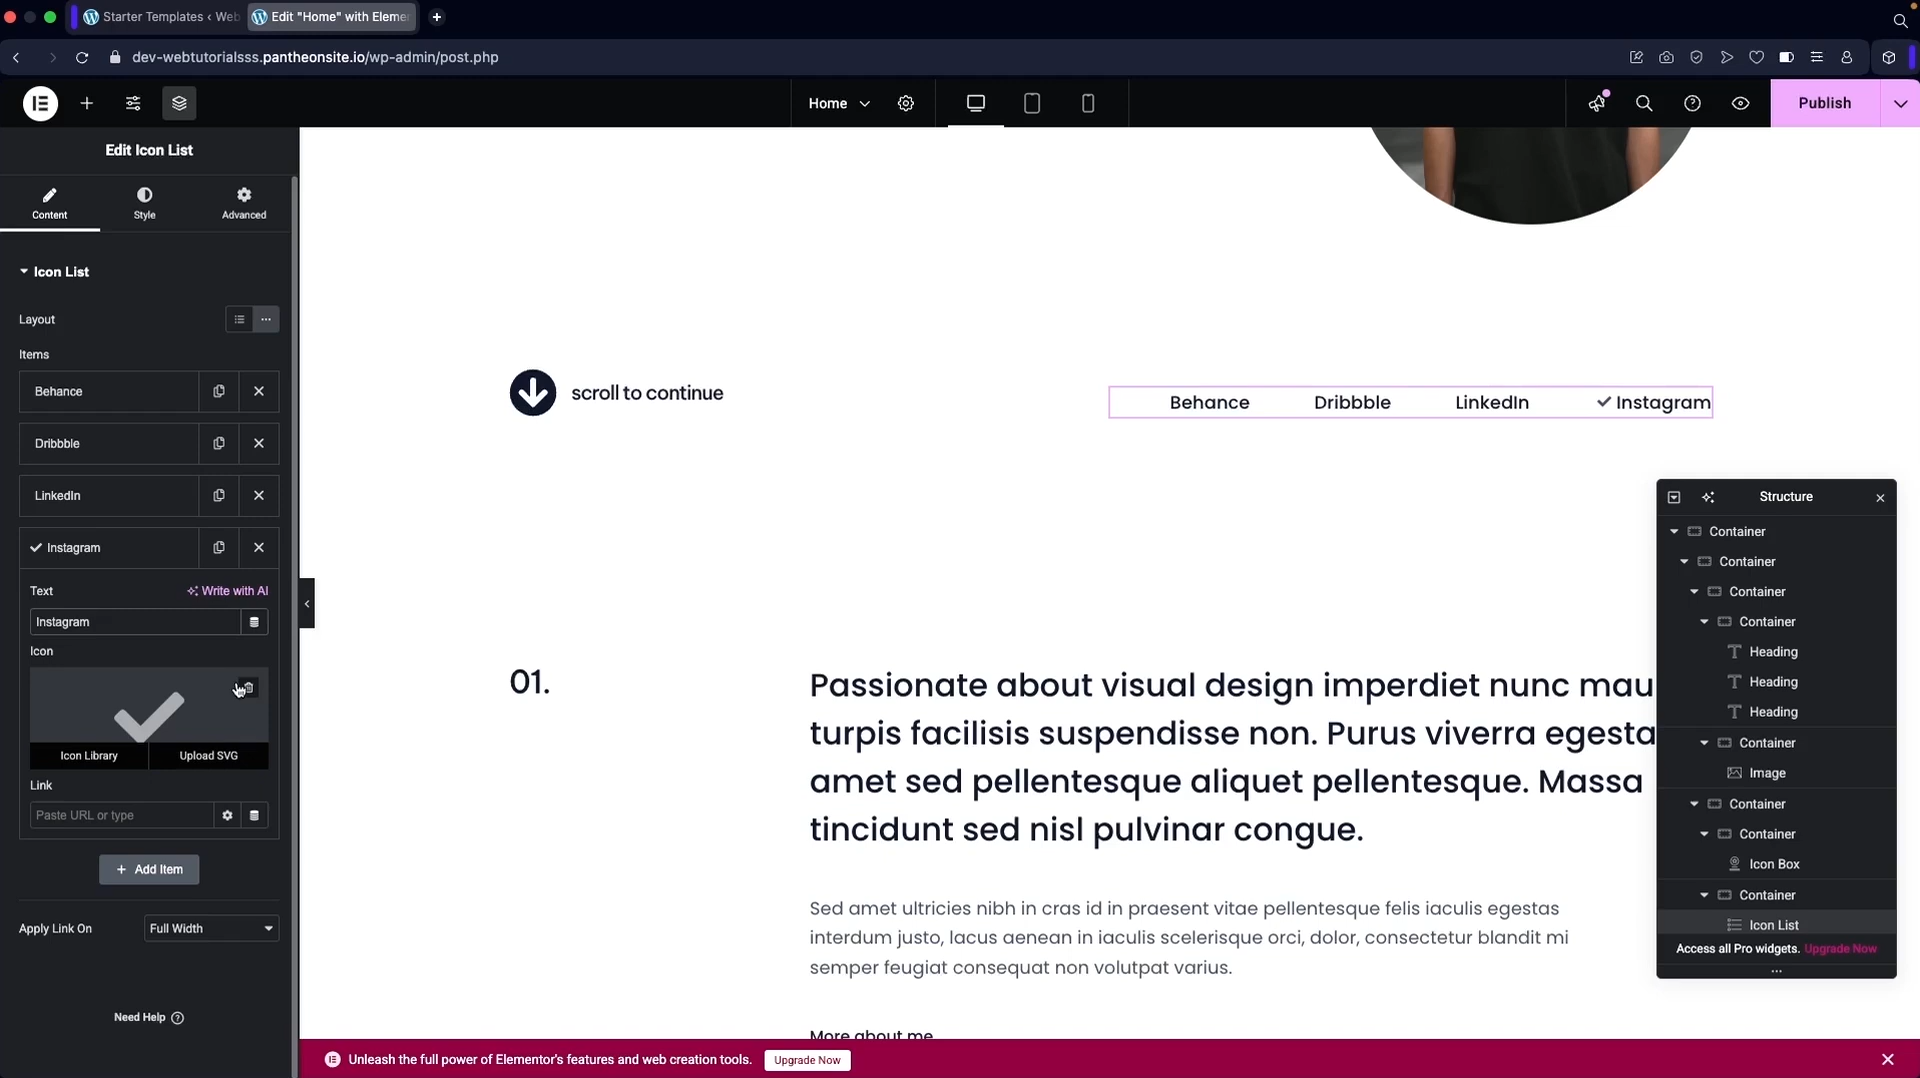 Starter Templates ‹ Web
Edit "Home" with Eleme
dev-webtutorialsss.pantheonsite.io/wp-admin/post.php
Home
Publish
Edit Icon List
Content
Style
Advanced
Icon List
Layout
Items
Behance
Dribbble
LinkedIn
Instagram
Text
Write with AI
Instagram
Icon
Icon Library
Upload SVG
Link
Paste URL or type
+ Add Item
Apply Link On
Full Width
Need Help
scroll to continue
Behance
Dribbble
LinkedIn
Instagram
01.
Passionate about visual design imperdiet nunc mau
turpis facilisis suspendisse non. Purus viverra egesta
amet sed pellentesque aliquet pellentesque. Massa
tincidunt sed nisl pulvinar congue.
Sed amet ultricies nibh in cras id in praesent vitae pellentesque felis iaculis egestas
interdum justo, lacus aenean in iaculis scelerisque orci, dolor, consectetur blandit mi
semper feugiat consequat non volutpat varius.
More about me
Structure
Container
Container
Container
Container
Heading
Heading
Heading
Container
Image
Container
Container
Icon Box
Container
Icon List
Access all Pro widgets. Upgrade Now
Unleash the full power of Elementor's features and web creation tools.
Upgrade Now